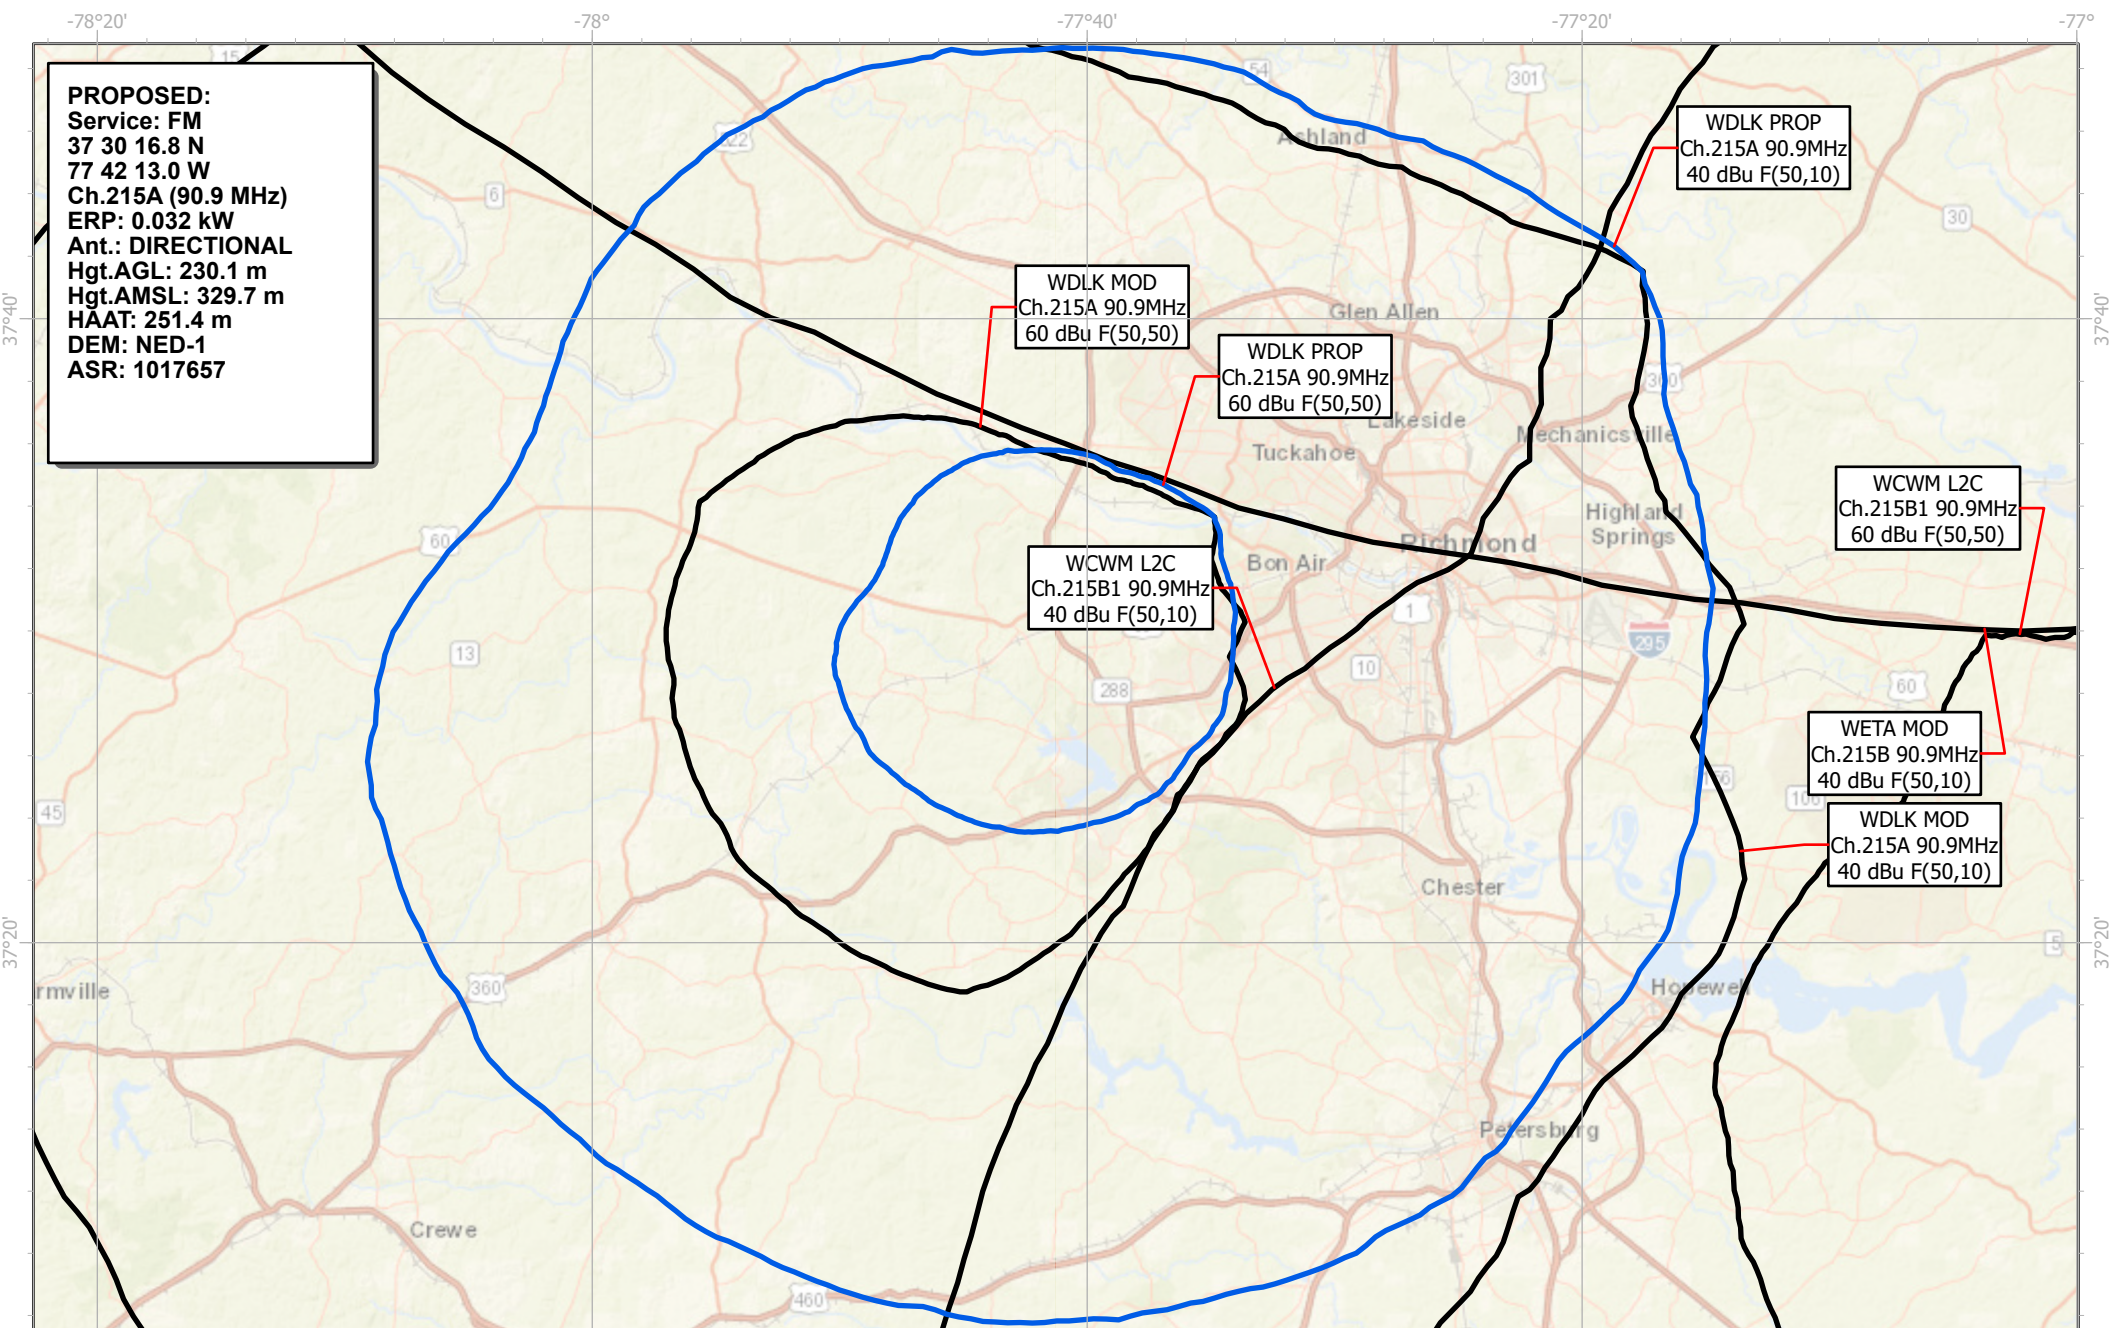 -78°20'
-78°
-77°40'
-77°20'
-77°
PROPOSED:
Service: FM
37 30 16.8 N
77 42 13.0 W
Ch.215A (90.9 MHz)
ERP: 0.032 kW
Ant.: DIRECTIONAL
Hgt.AGL: 230.1 m
Hgt.AMSL: 329.7 m
HAAT: 251.4 m
DEM: NED-1
ASR: 1017657
15
54
301
Ashland
WDLK PROP
Ch.215A 90.9MHz
40 dBu F(50,10)
6
30
WDLK MOD
Ch.215A 90.9MHz
60 dBu F(50,50)
Glen Allen
37°40'
37°40'
WDLK PROP
Ch.215A 90.9MHz
60 dBu F(50,50)
360
Lakeside
Mechanicsville
Tuckahoe
WCWM L2C
Ch.215B1 90.9MHz
60 dBu F(50,50)
Highland
Springs
60
Richmond
Bon Air
WCWM L2C
Ch.215B1 90.9MHz
40 dBu F(50,10)
1
295
13
10
288
60
WETA MOD
Ch.215B 90.9MHz
40 dBu F(50,10)
45
106
WDLK MOD
Ch.215A 90.9MHz
40 dBu F(50,10)
Chester
37°20'
37°20'
5
rmville
360
Hopewell
Petersburg
Crewe
460